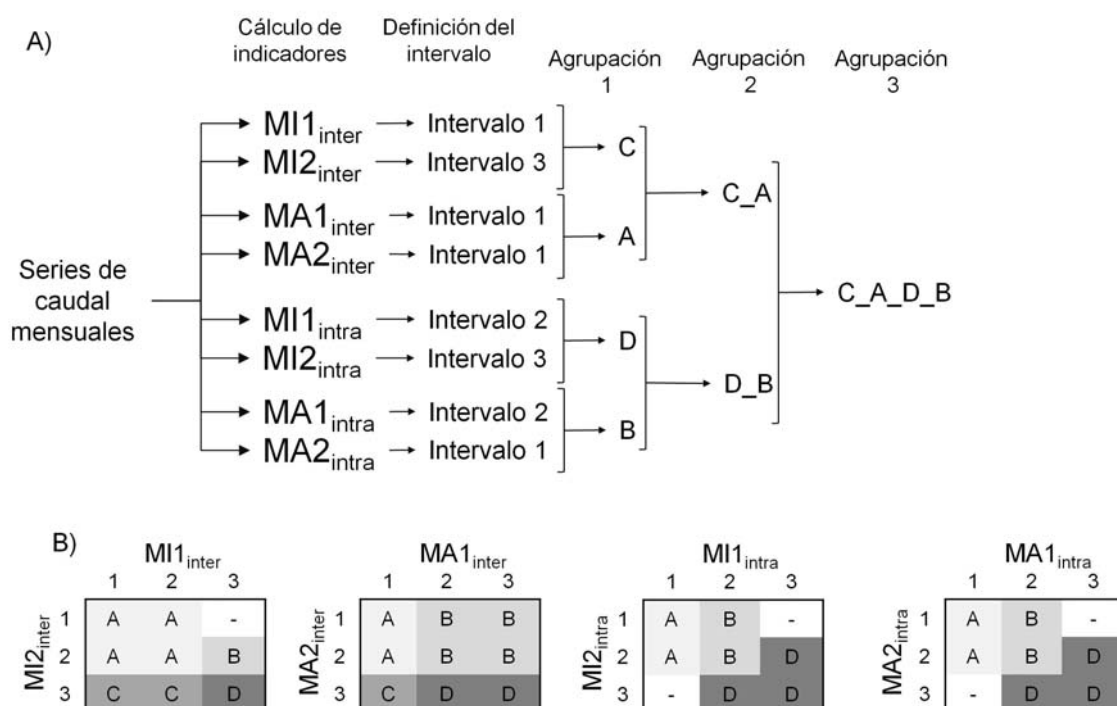 A)
Cálculo de indicadores
Definición del intervalo
Agrupación 1
Agrupación 2
Agrupación 3
Series de caudal mensuales
MI1inter
Intervalo 1
MI2inter
Intervalo 3
C
MA1inter
Intervalo 1
MA2inter
Intervalo 1
A
C_A
MI1intra
Intervalo 2
MI2intra
Intervalo 3
D
MA1intra
Intervalo 2
MA2intra
Intervalo 1
B
D_B
C_A_D_B
B)
MI1inter
1 2 3
MI2inter
1 A A -
2 A A B
3 C C D
MA1inter
1 2 3
MA2inter
1 A B B
2 A B B
3 C D D
MI1intra
1 2 3
MI2intra
1 A B -
2 A B D
3 - D D
MA1intra
1 2 3
MA2intra
1 A B -
2 A B D
3 - D D